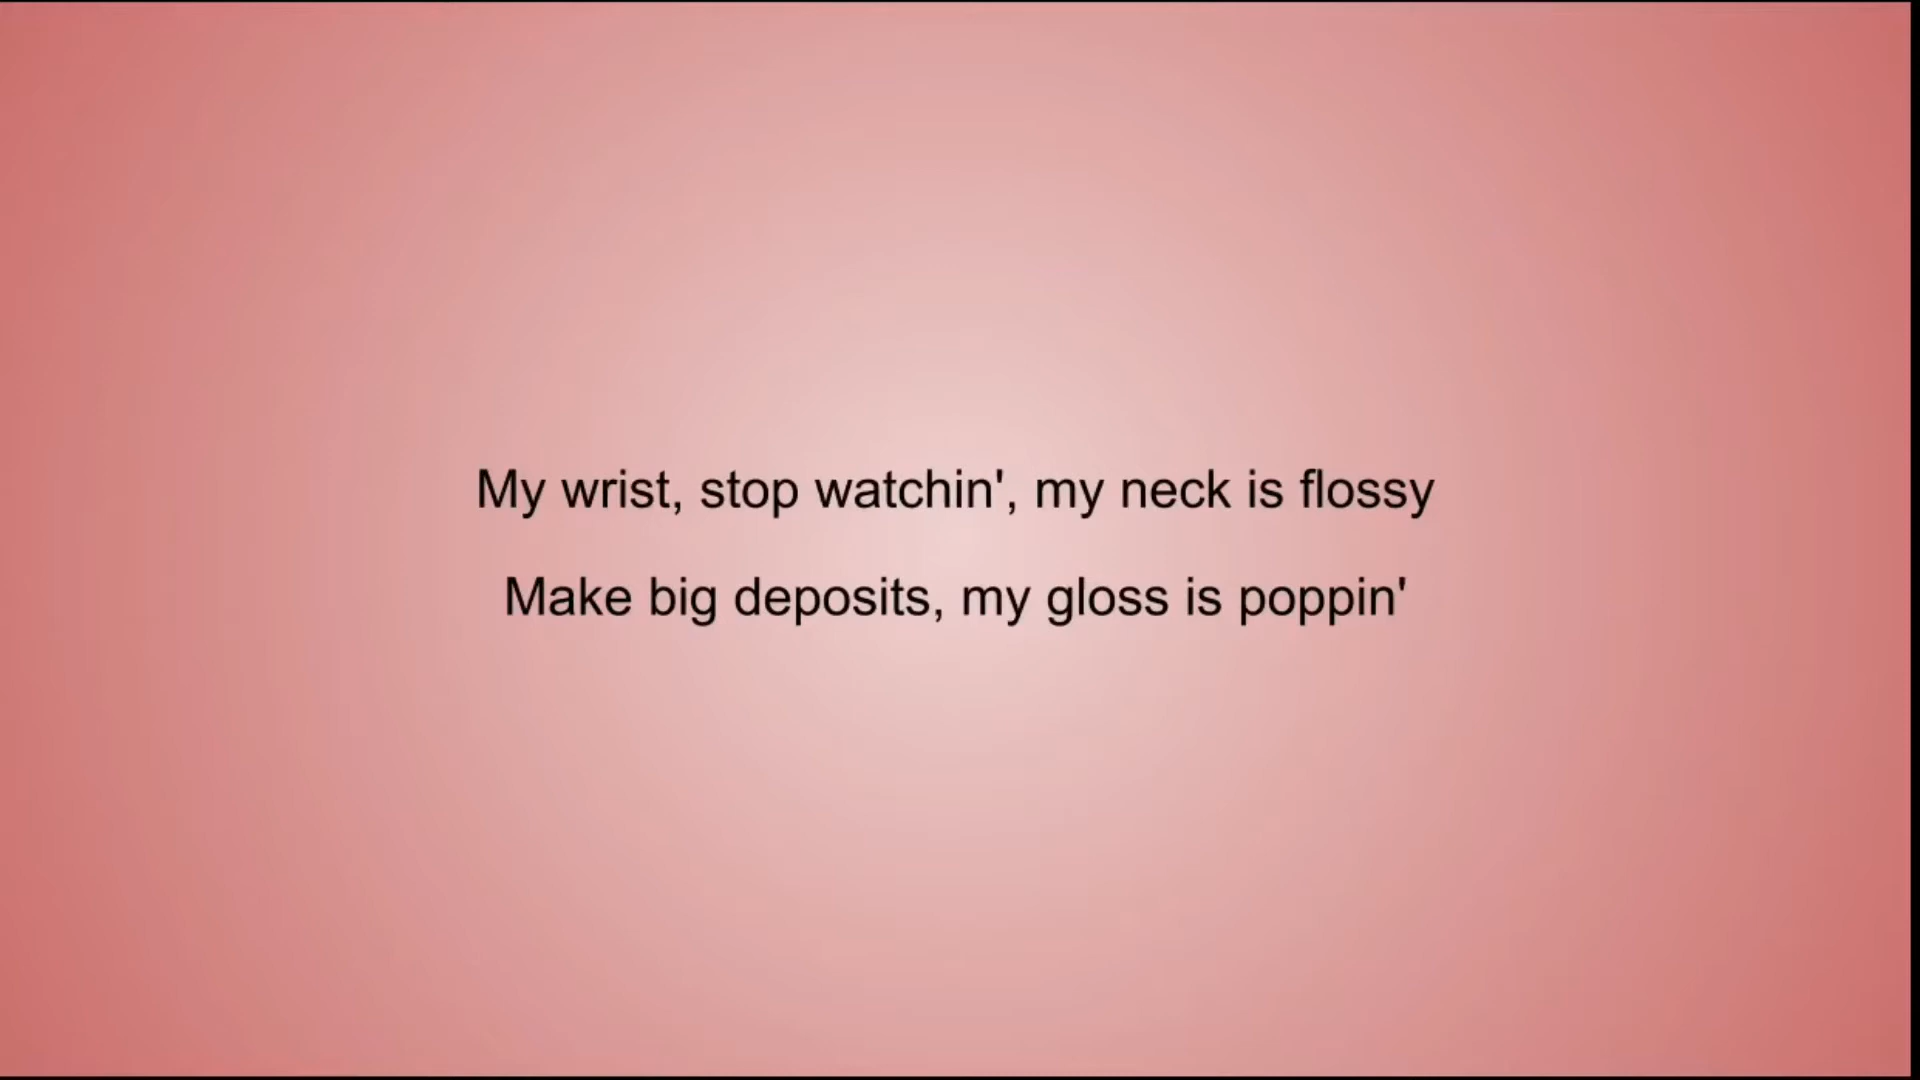 My wrist, stop watchin', my neck is flossy
Make big deposits, my gloss is poppin'